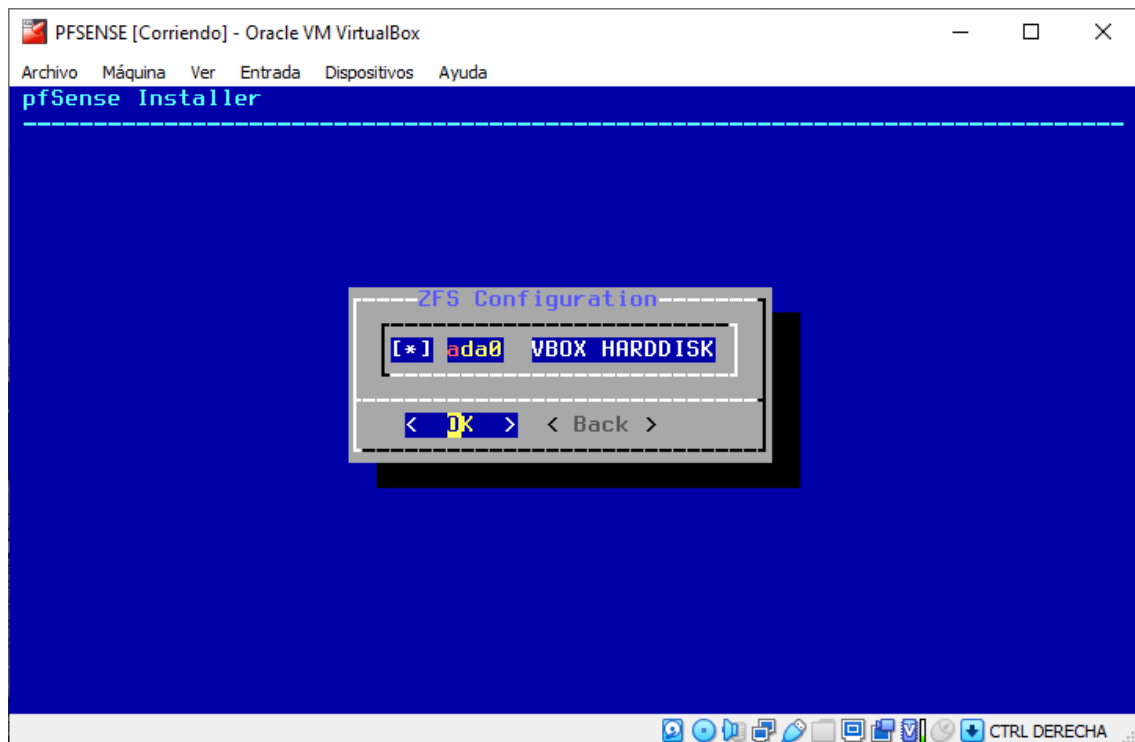 PFSENSE [Corriendo] - Oracle VM VirtualBox
Archivo Máquina Ver Entrada Dispositivos Ayuda
pfSense Installer
ZFS Configuration
[*] ada0 VBOX HARDDISK
< OK > < Back >
CTRL DERECHA